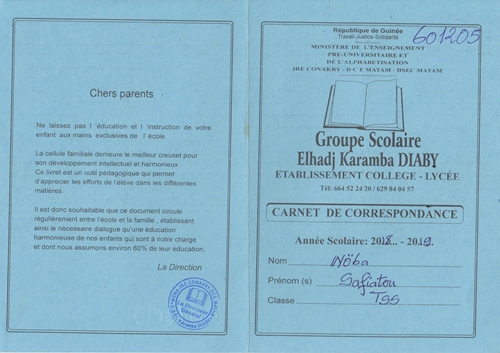 Chers parents
Ne laissez pas l 'éducation et l instruction de votre
enfant aux mains exclusives de l' école.
La cellule familiale demeure le meilleur creuset pour
son développement intellectuel et harmonieux
Ce livret est un outil pédagogique qui permet
d'apprécier les efforts de l'élève dans les différentes
matières
Il est donc souhaitable que ce document circule
régulièrement entre l'école et la famille , établissant
ainsi le nécessaire dialogue qu'une éducation
harmonieuse de nos enfants qui sont à notre charge
et dont nous assumons environ 60% de leur éducation.
La Direction
Le Directeur
Général
République de Guinée
Travail-Justice-Solidarité
601205
MINISTERE DE L'ENSEIGNEMENT
PRE-UNIVERSITAIRE ET
DE L'ALPHABETISATION
IRE CONAKRY - D C E MATAM - DSEC MATAM
Groupe Scolaire
Elhadj Karamba DIABY
ETABLISSEMENT COLLEGE - LYCÉE
Tél: 664 52 24 20 / 629 84 04 57
CARNET DE CORRESPONDANCE
Année Scolaire: 2018... - 2019.
Nom Nöba
Prénom (s) Safiatou
Classe TSS